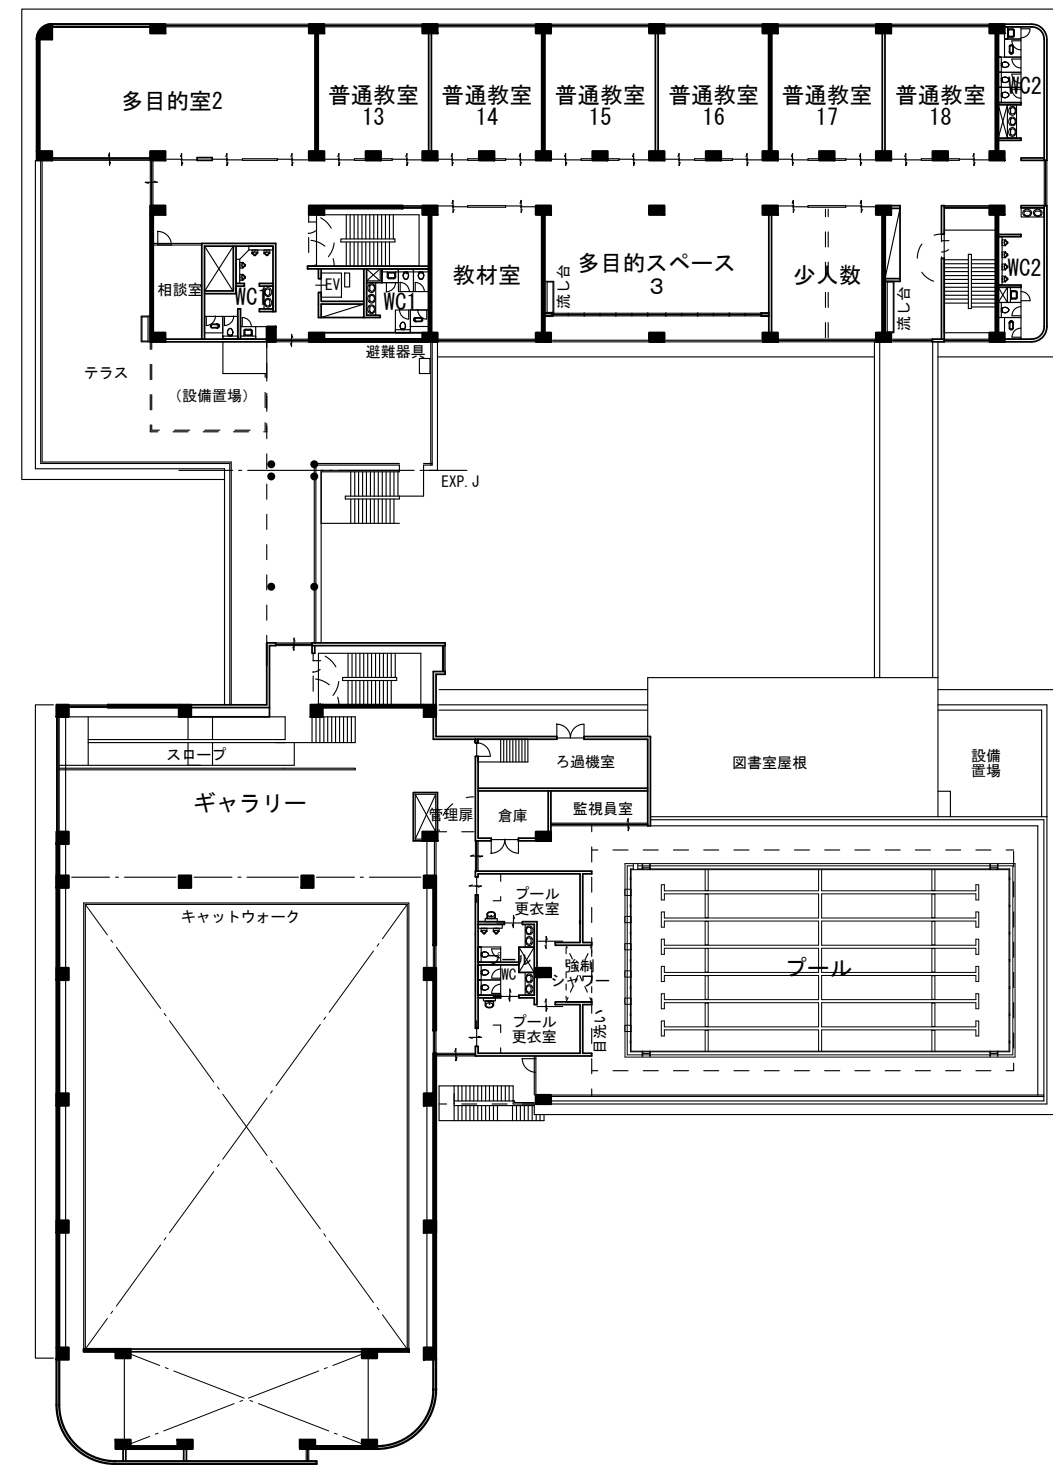 多目的室2
普通教室
13
普通教室
14
普通教室
15
普通教室
16
普通教室
17
普通教室
18
WC2
相談室
WC1
EV
WC1
教材室
流し台
多目的スペース
3
少人数
流し台
WC2
テラス
(設備置場)
避難器具
EXP.J
スロープ
ギャラリー
管理扉
ろ過機室
倉庫
監視員室
図書室屋根
設備
置場
キャットウォーク
プール
更衣室
プール
WC
強制
シャワー
プール
更衣室
目洗い
プール